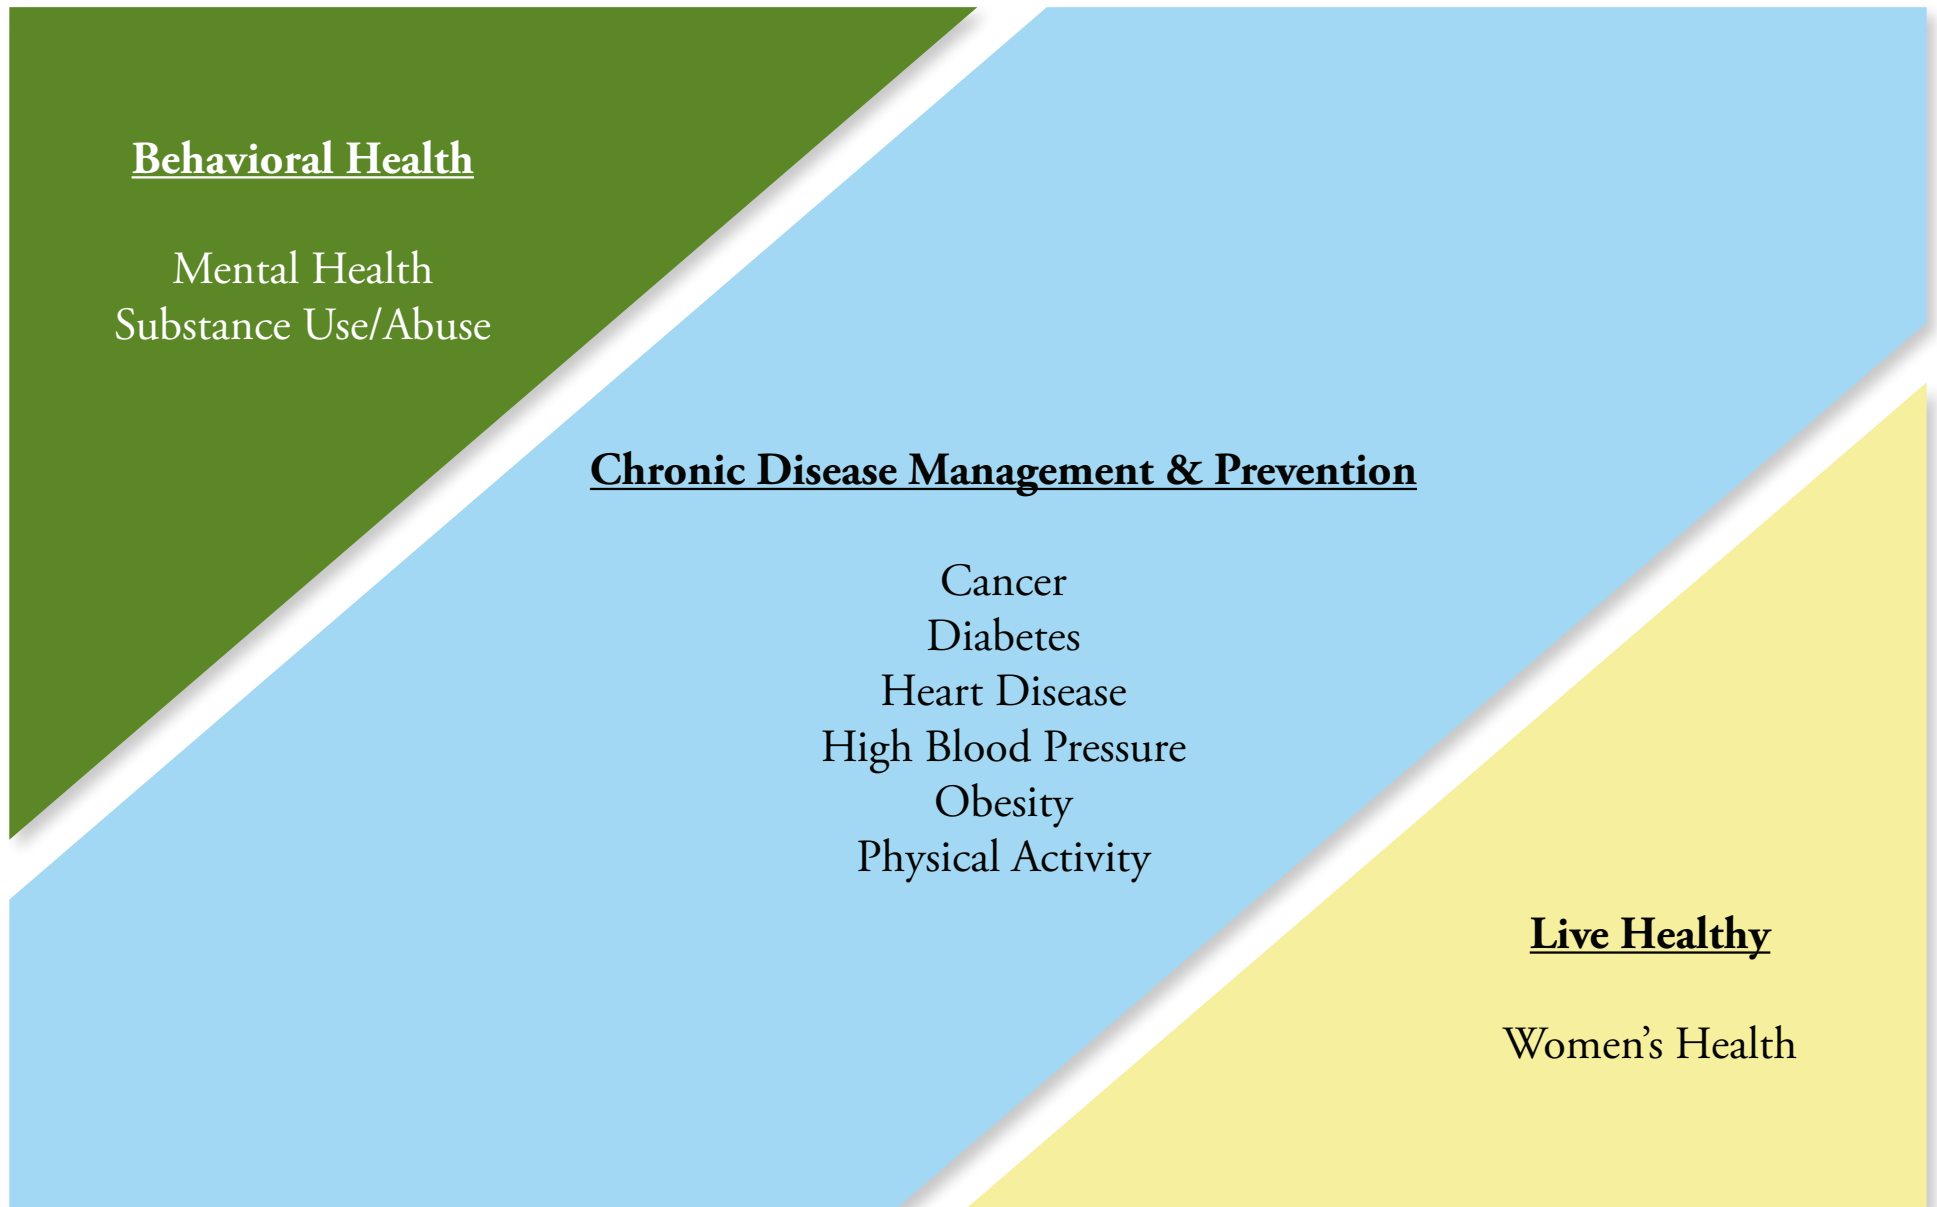 Behavioral Health
Mental Health
Substance Use/Abuse
Chronic Disease Management & Prevention
Cancer
Diabetes
Heart Disease
High Blood Pressure
Obesity
Physical Activity
Live Healthy
Women’s Health